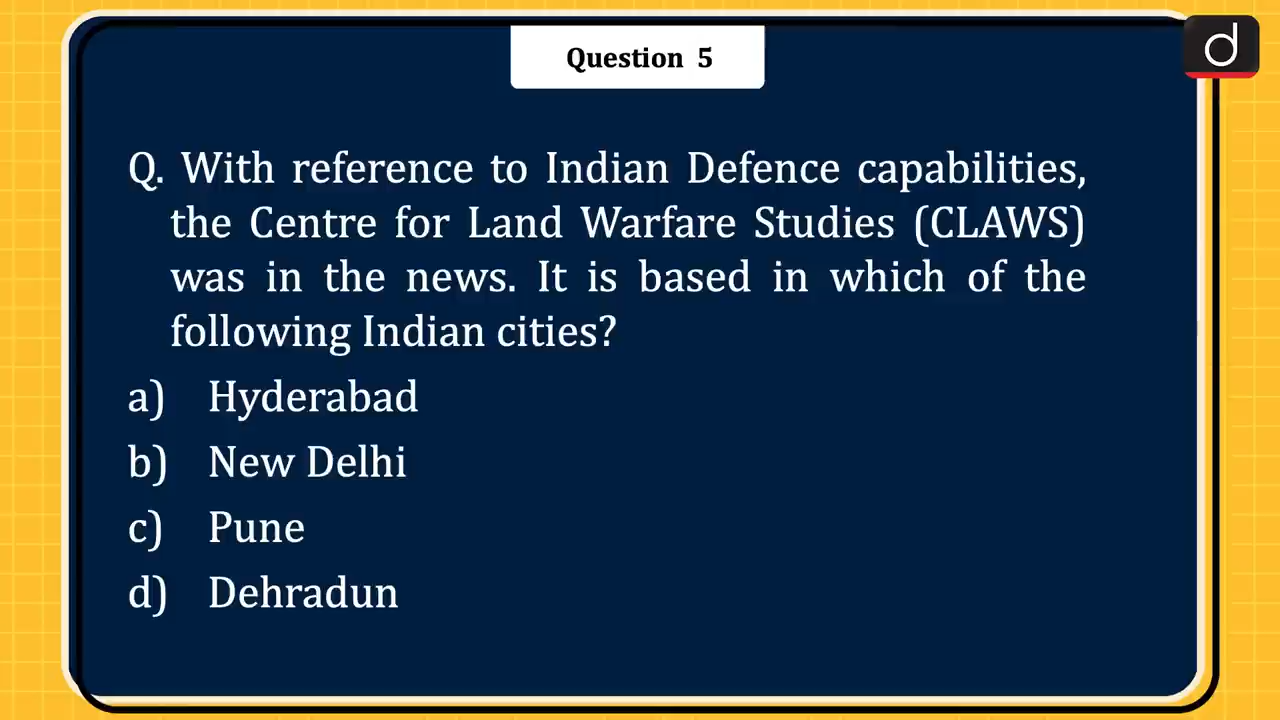 Question 5
d
Q. With reference to Indian Defence capabilities,
the Centre for Land Warfare Studies (CLAWS)
was in the news. It is based in which of the
following Indian cities?
a) Hyderabad
b) New Delhi
c) Pune
d) Dehradun